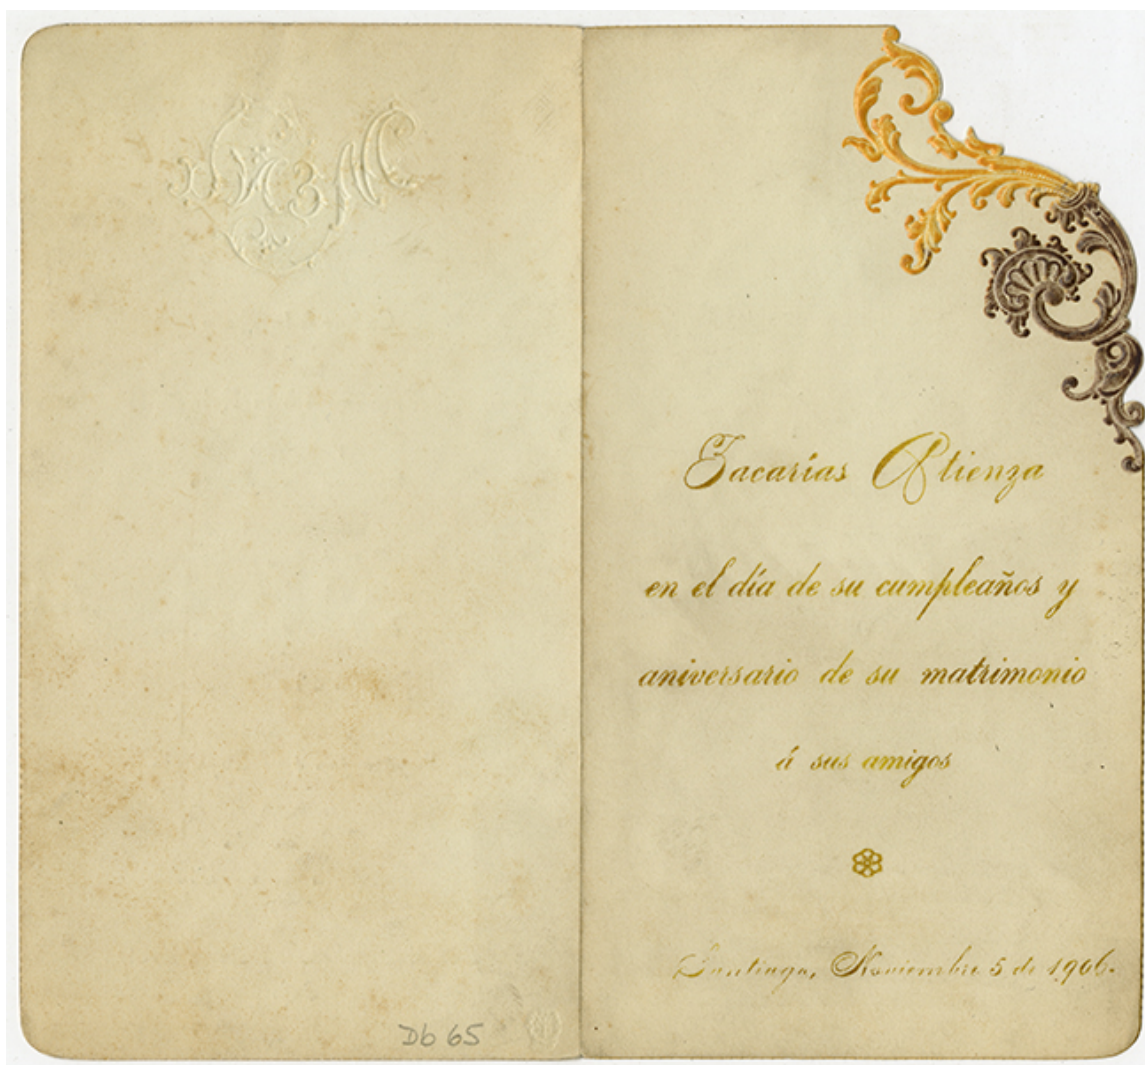 Db 65
Zacarías Atienza
en el día de su cumpleaños y
aniversario de su matrimonio
á sus amigos
Santiago, Noviembre 5 de 1906.